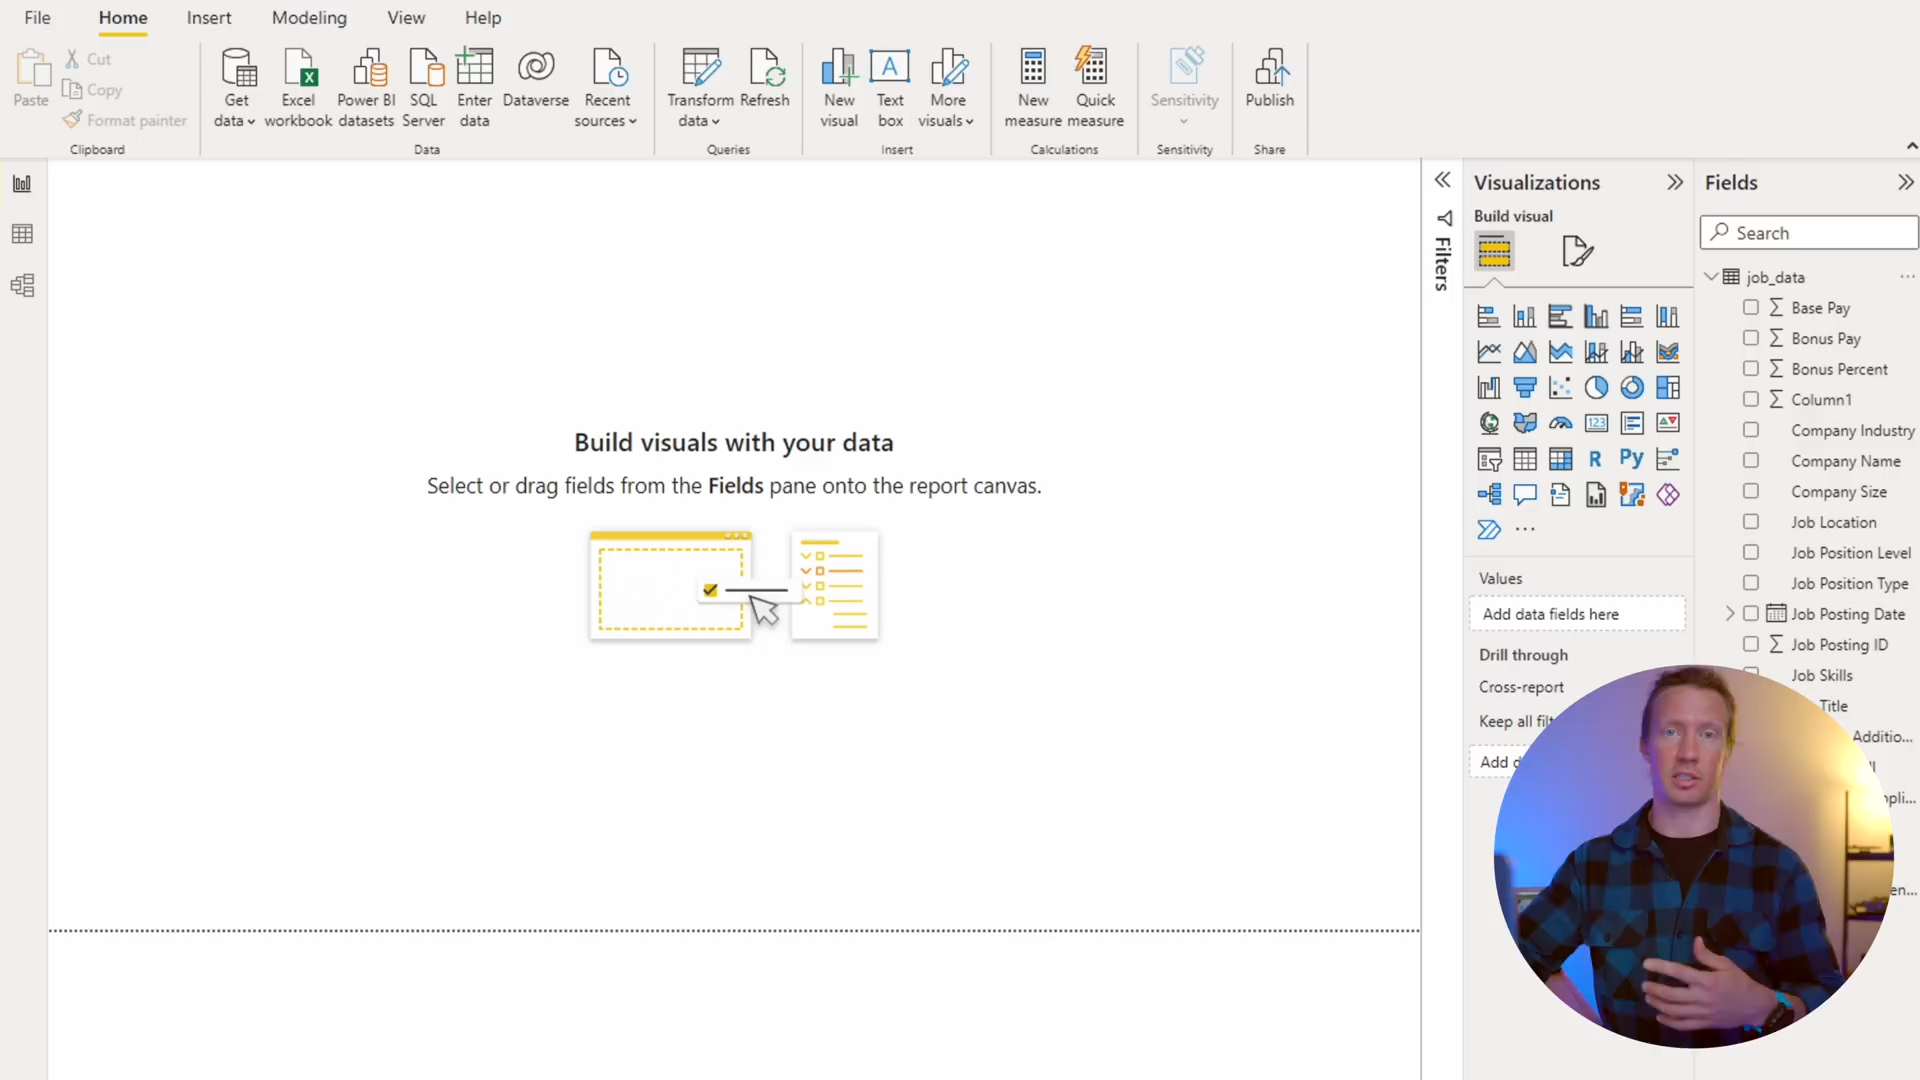 File Home Insert Modeling View Help
Paste
Cut
Copy
Format painter
Clipboard
Get data
Excel workbook
Power BI datasets
SQL Server
Enter data
Dataverse
Recent sources
Data
Transform data
Refresh
Queries
New visual
Text box
More visuals
Insert
New measure
Quick measure
Calculations
Sensitivity
Sensitivity
Publish
Share
Build visuals with your data
Select or drag fields from the Fields pane onto the report canvas.
Filters
Visualizations
Build visual
123
R
Py
...
Values
Add data fields here
Drill through
Cross-report
Keep all filt
Add d
Fields
Search
job_data
Base Pay
Bonus Pay
Bonus Percent
Column1
Company Industry
Company Name
Company Size
Job Location
Job Position Level
Job Position Type
Job Posting Date
Job Posting ID
Job Skills
Title
Additio...
pli...
en...